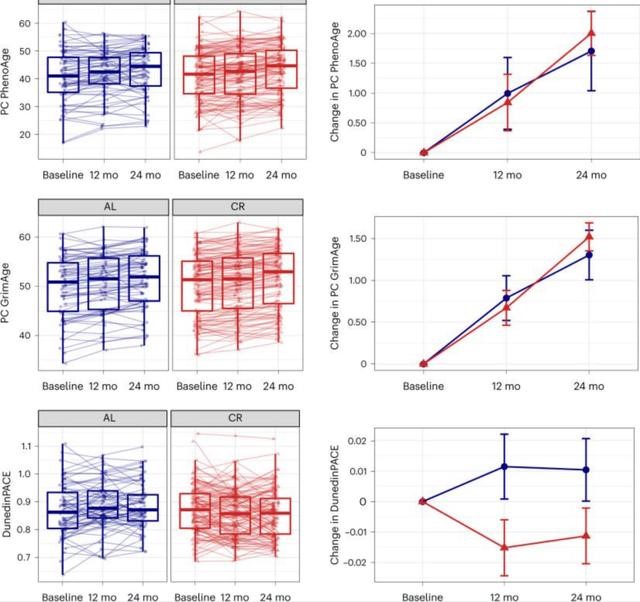 PC PhenoAge
60
50
40
30
20
Baseline 12 mo 24 mo
Baseline 12 mo 24 mo
Change in PC PhenoAge
2.00
1.50
1.00
0.50
0
Baseline 12 mo 24 mo
AL CR
PC GrimAge
60
50
40
Baseline 12 mo 24 mo
Baseline 12 mo 24 mo
Change in PC GrimAge
1.50
1.00
0.50
0
Baseline 12 mo 24 mo
AL CR
DunedinPACE
1.1
1.0
0.9
0.8
0.7
Baseline 12 mo 24 mo
Baseline 12 mo 24 mo
Change in DunedinPACE
0.02
0.01
0
−0.01
−0.02
Baseline 12 mo 24 mo